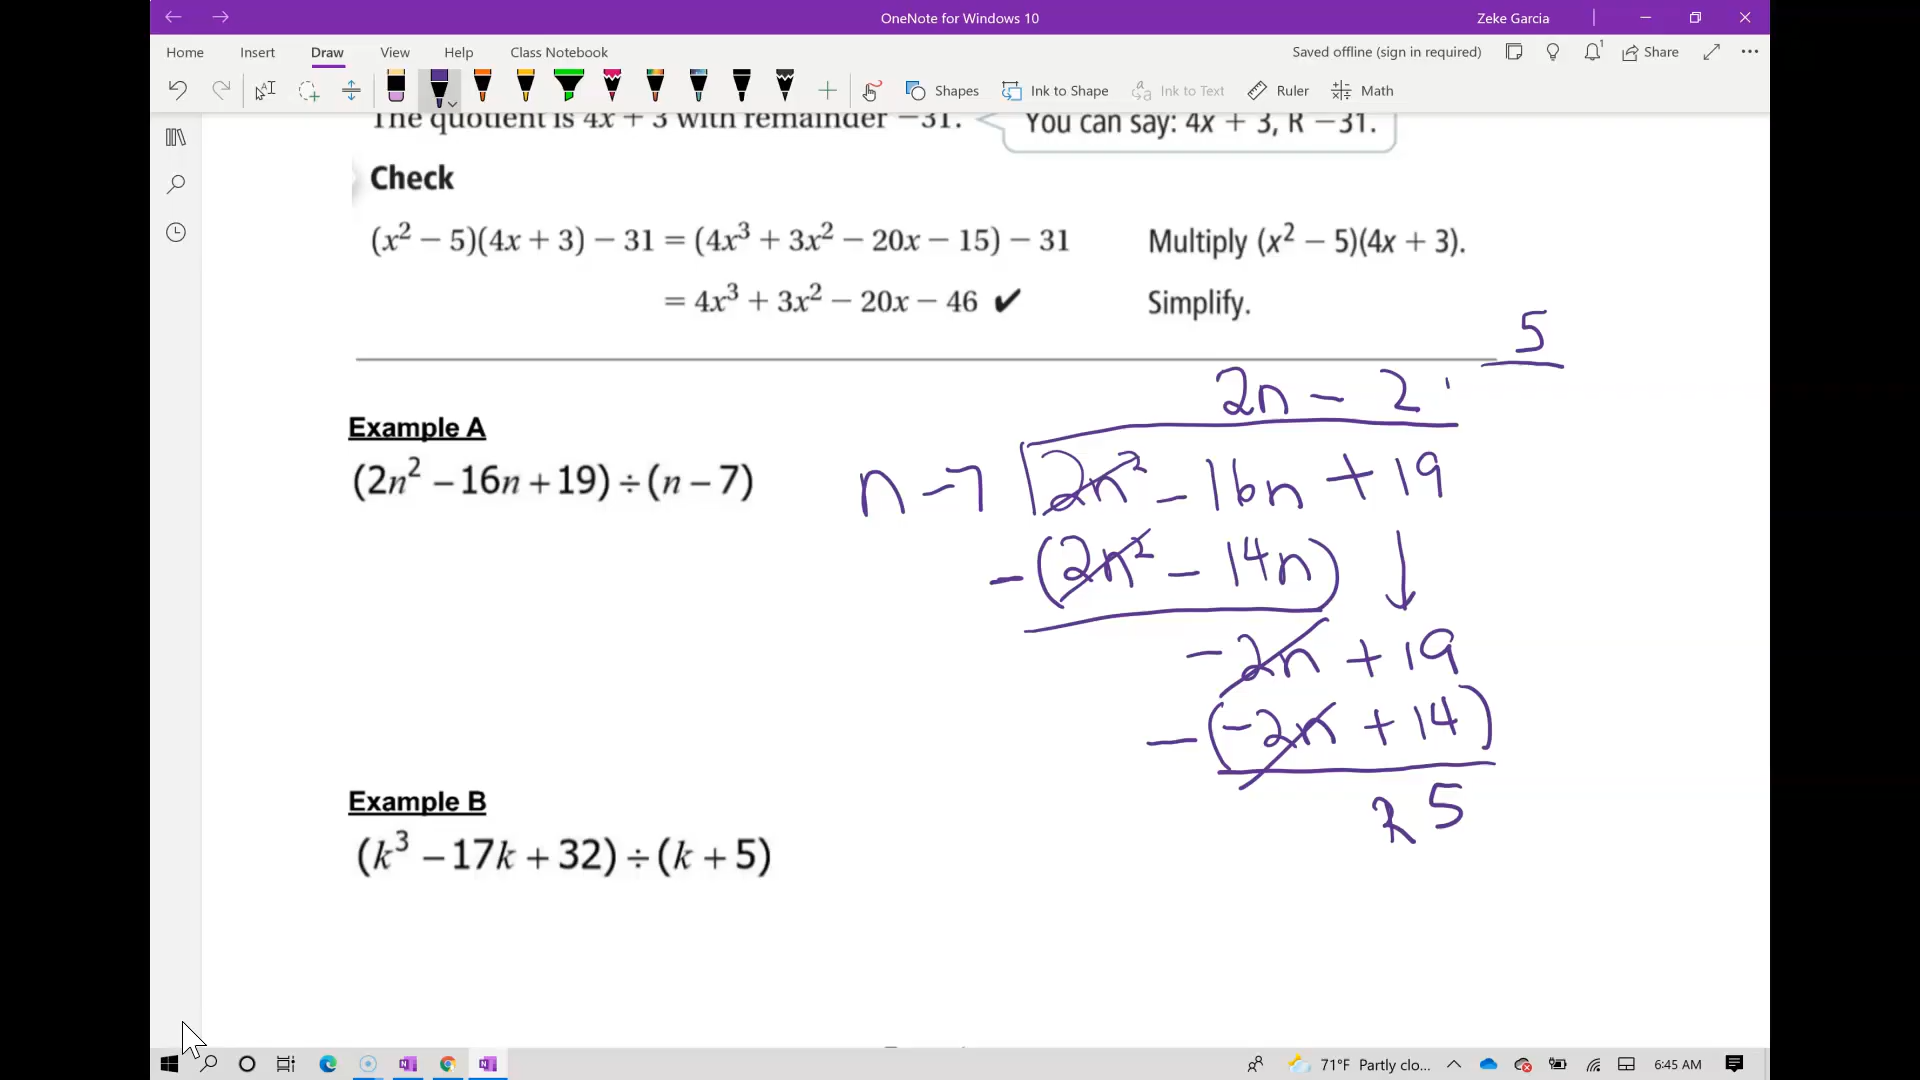 OneNote for Windows 10
Zeke Garcia
Home Insert Draw View Help Class Notebook
Saved offline (sign in required) 1 Share
Shapes Ink to Shape Ink to Text Ruler Math
The quotient is 4x + 3 with remainder −31.
You can say: 4x + 3, R −31.
Check
(x² − 5)(4x + 3) − 31 = (4x³ + 3x² − 20x − 15) − 31 Multiply (x² − 5)(4x + 3).
= 4x³ + 3x² − 20x − 46 ✔ Simplify.
5
2n − 2
Example A
(2n² − 16n + 19) ÷ (n − 7)
n − 7 2n² − 16n + 19
− (2n² − 14n)
−2n + 19
− (−2n + 14)
R 5
Example B
(k³ − 17k + 32) ÷ (k + 5)
71°F Partly clo... 6:45 AM